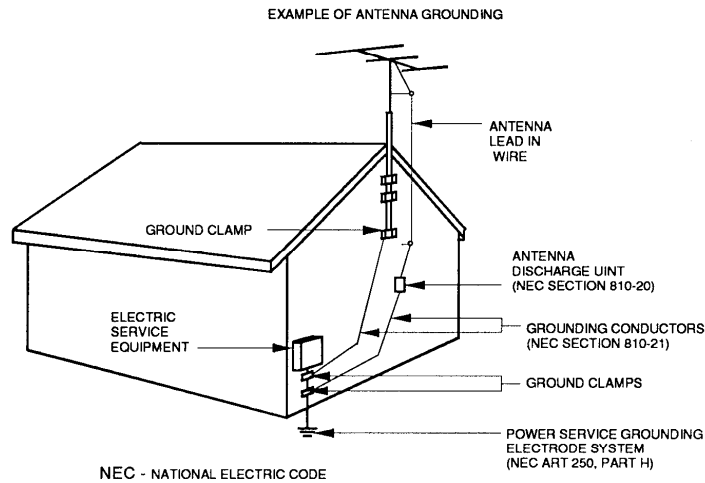 EXAMPLE OF ANTENNA GROUNDING
ANTENNA
LEAD IN
WIRE
GROUND CLAMP
ANTENNA
DISCHARGE UINT
(NEC SECTION 810-20)
ELECTRIC
SERVICE
EQUIPMENT
GROUNDING CONDUCTORS
(NEC SECTION 810-21)
GROUND CLAMPS
POWER SERVICE GROUNDING
ELECTRODE SYSTEM
(NEC ART 250, PART H)
NEC - NATIONAL ELECTRIC CODE